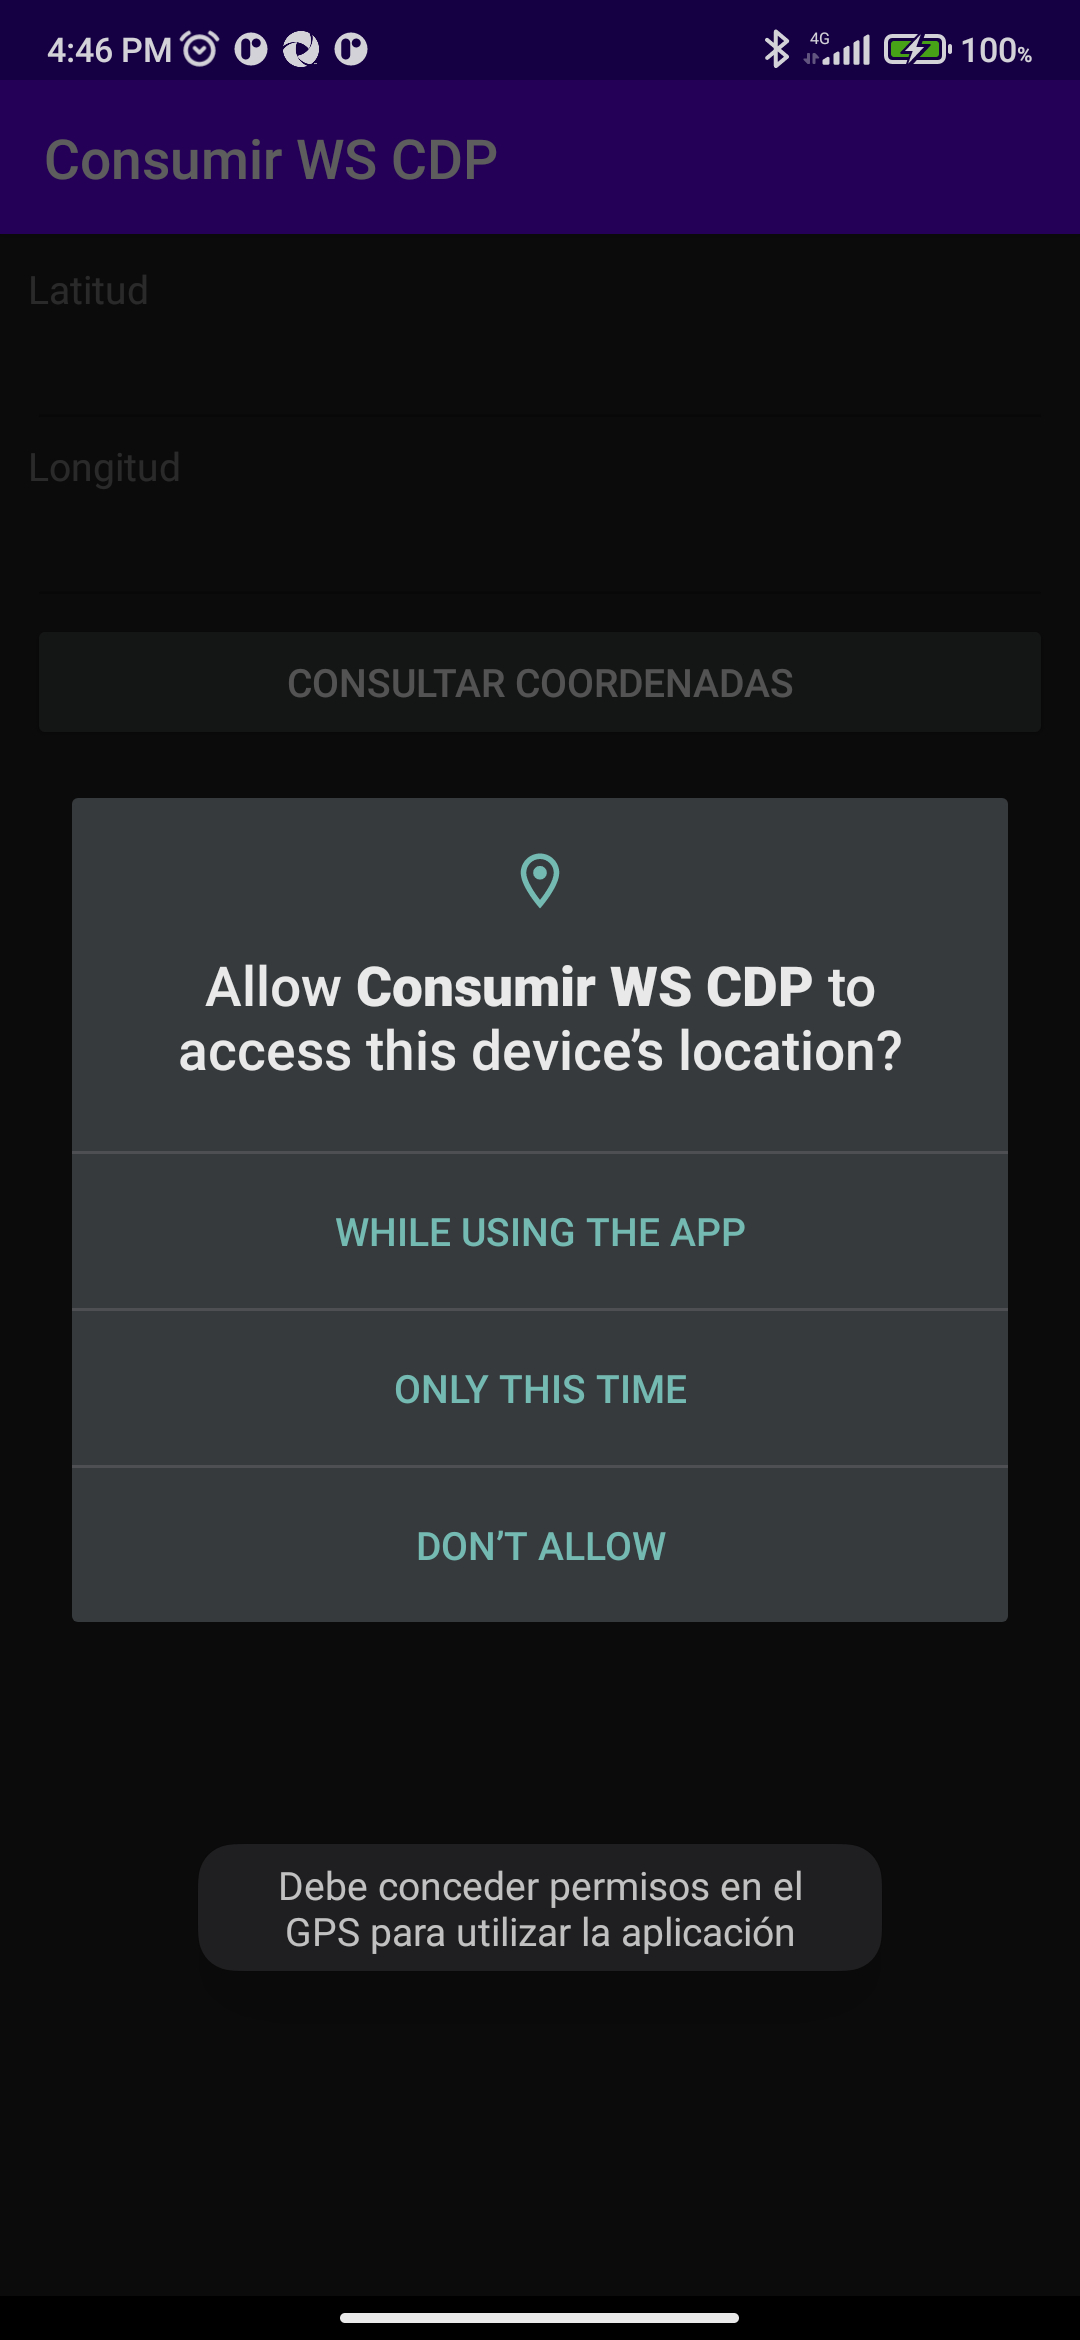 4:46 PM
4G
100%
Consumir WS CDP
Latitud
Longitud
CONSULTAR COORDENADAS
Allow Consumir WS CDP to
access this device’s location?
WHILE USING THE APP
ONLY THIS TIME
DON’T ALLOW
Debe conceder permisos en el
GPS para utilizar la aplicación